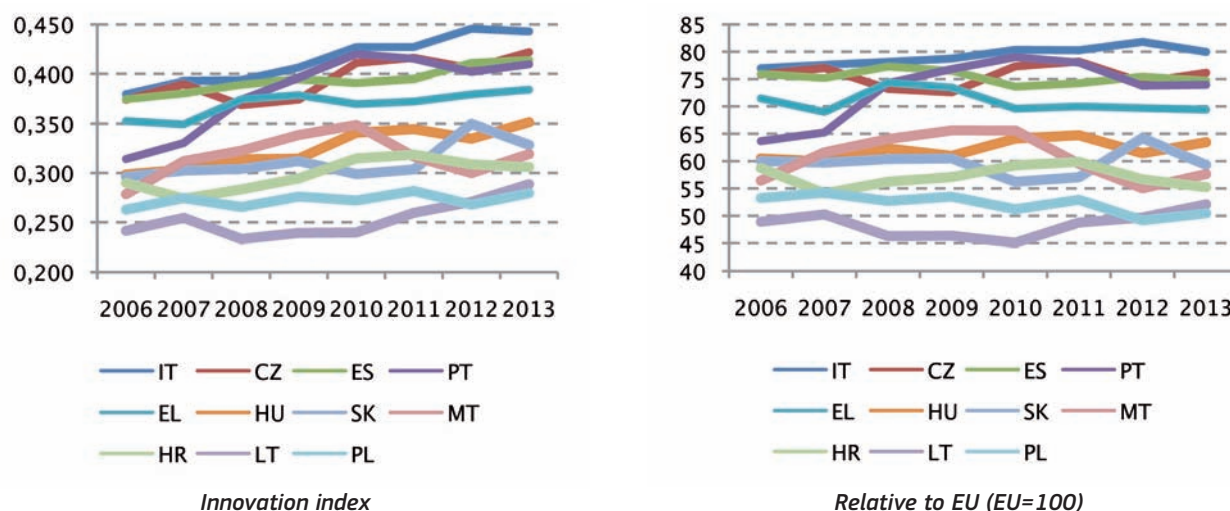 0,450
0,400
0,350
0,300
0,250
0,200
2006 2007 2008 2009 2010 2011 2012 2013
IT CZ ES PT
EL HU SK MT
HR LT PL
Innovation index
85
80
75
70
65
60
55
50
45
40
2006 2007 2008 2009 2010 2011 2012 2013
IT CZ ES PT
EL HU SK MT
HR LT PL
Relative to EU (EU=100)